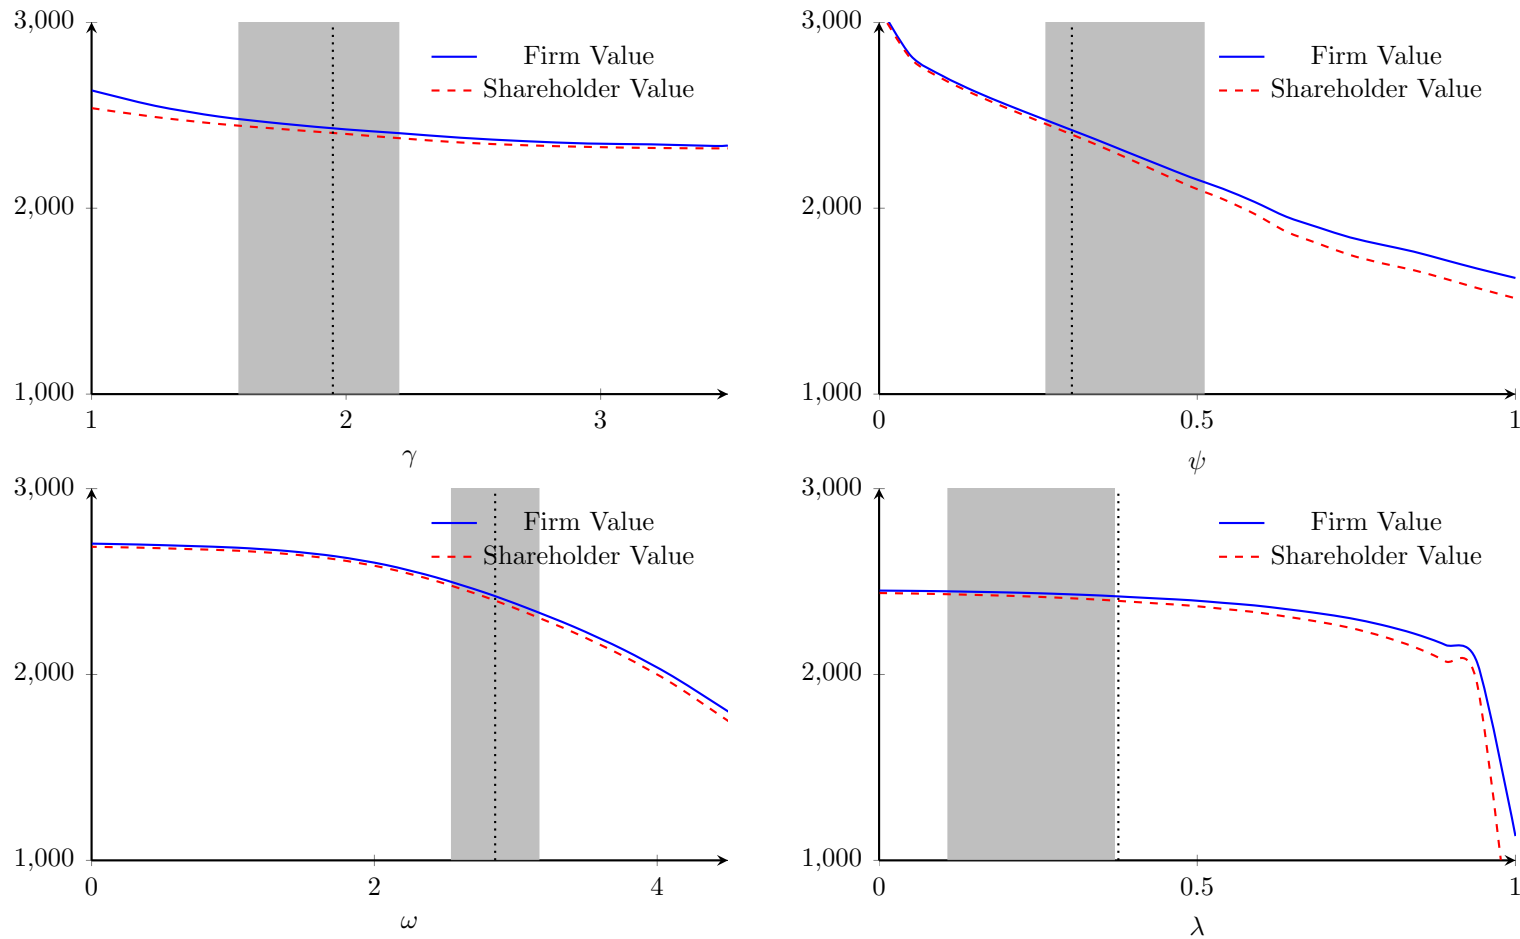 3,000
Firm Value
Shareholder Value
2,000
1,000
1
2
3
γ
3,000
Firm Value
Shareholder Value
2,000
1,000
0
0.5
1
ψ
3,000
Firm Value
Shareholder Value
2,000
1,000
0
2
4
ω
3,000
Firm Value
Shareholder Value
2,000
1,000
0
0.5
1
λ